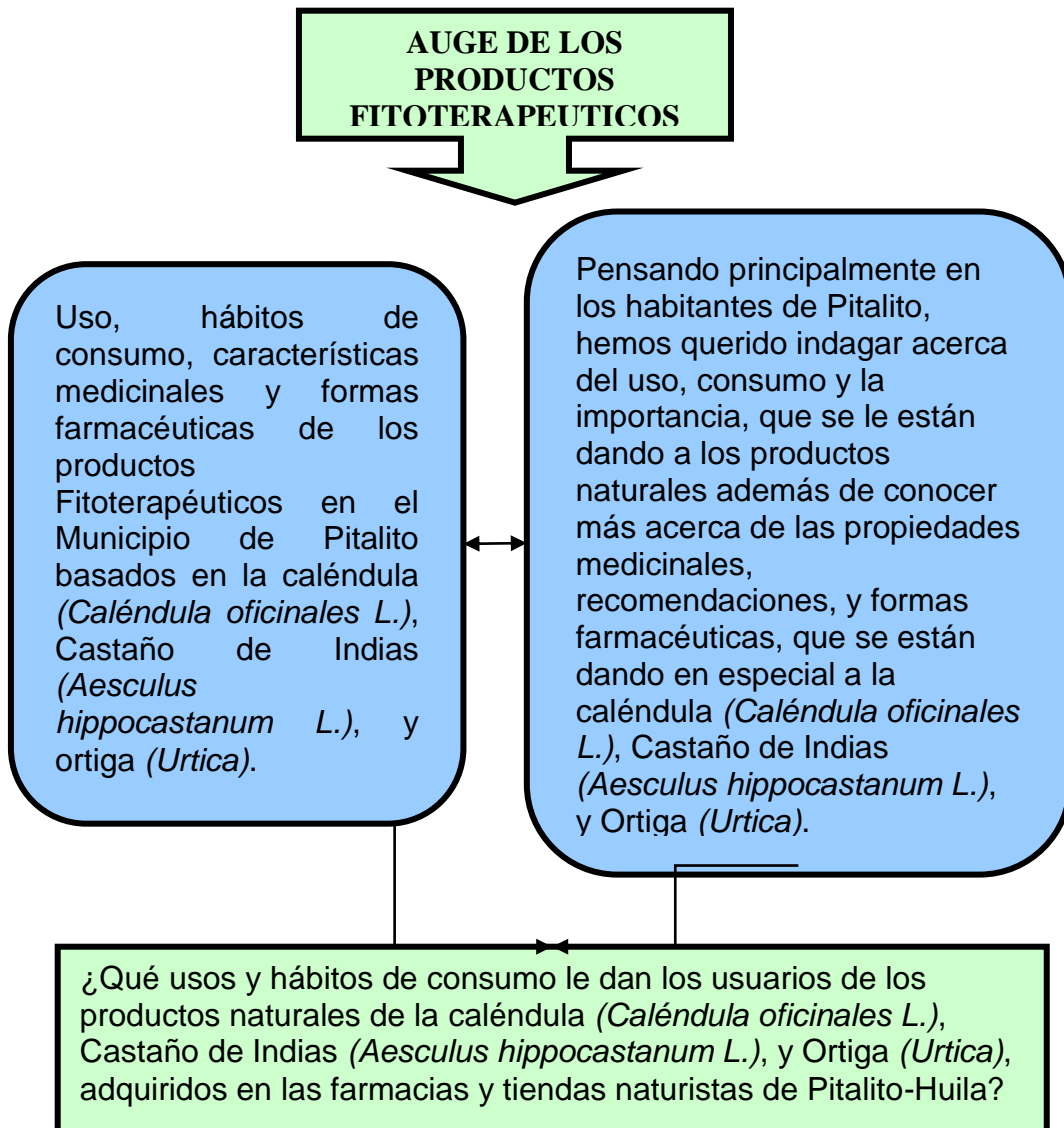 AUGE DE LOS
PRODUCTOS
FITOTERAPEUTICOS
Uso, hábitos de
consumo, características
medicinales y formas
farmacéuticas de los
productos
Fitoterapéuticos en el
Municipio de Pitalito
basados en la caléndula
(Caléndula oficinales L.),
Castaño de Indias
(Aesculus
hippocastanum L.), y
ortiga (Urtica).
Pensando principalmente en
los habitantes de Pitalito,
hemos querido indagar acerca
del uso, consumo y la
importancia, que se le están
dando a los productos
naturales además de conocer
más acerca de las propiedades
medicinales,
recomendaciones, y formas
farmacéuticas, que se están
dando en especial a la
caléndula (Caléndula oficinales
L.), Castaño de Indias
(Aesculus hippocastanum L.),
y Ortiga (Urtica).
¿Qué usos y hábitos de consumo le dan los usuarios de los
productos naturales de la caléndula (Caléndula oficinales L.),
Castaño de Indias (Aesculus hippocastanum L.), y Ortiga (Urtica),
adquiridos en las farmacias y tiendas naturistas de Pitalito-Huila?